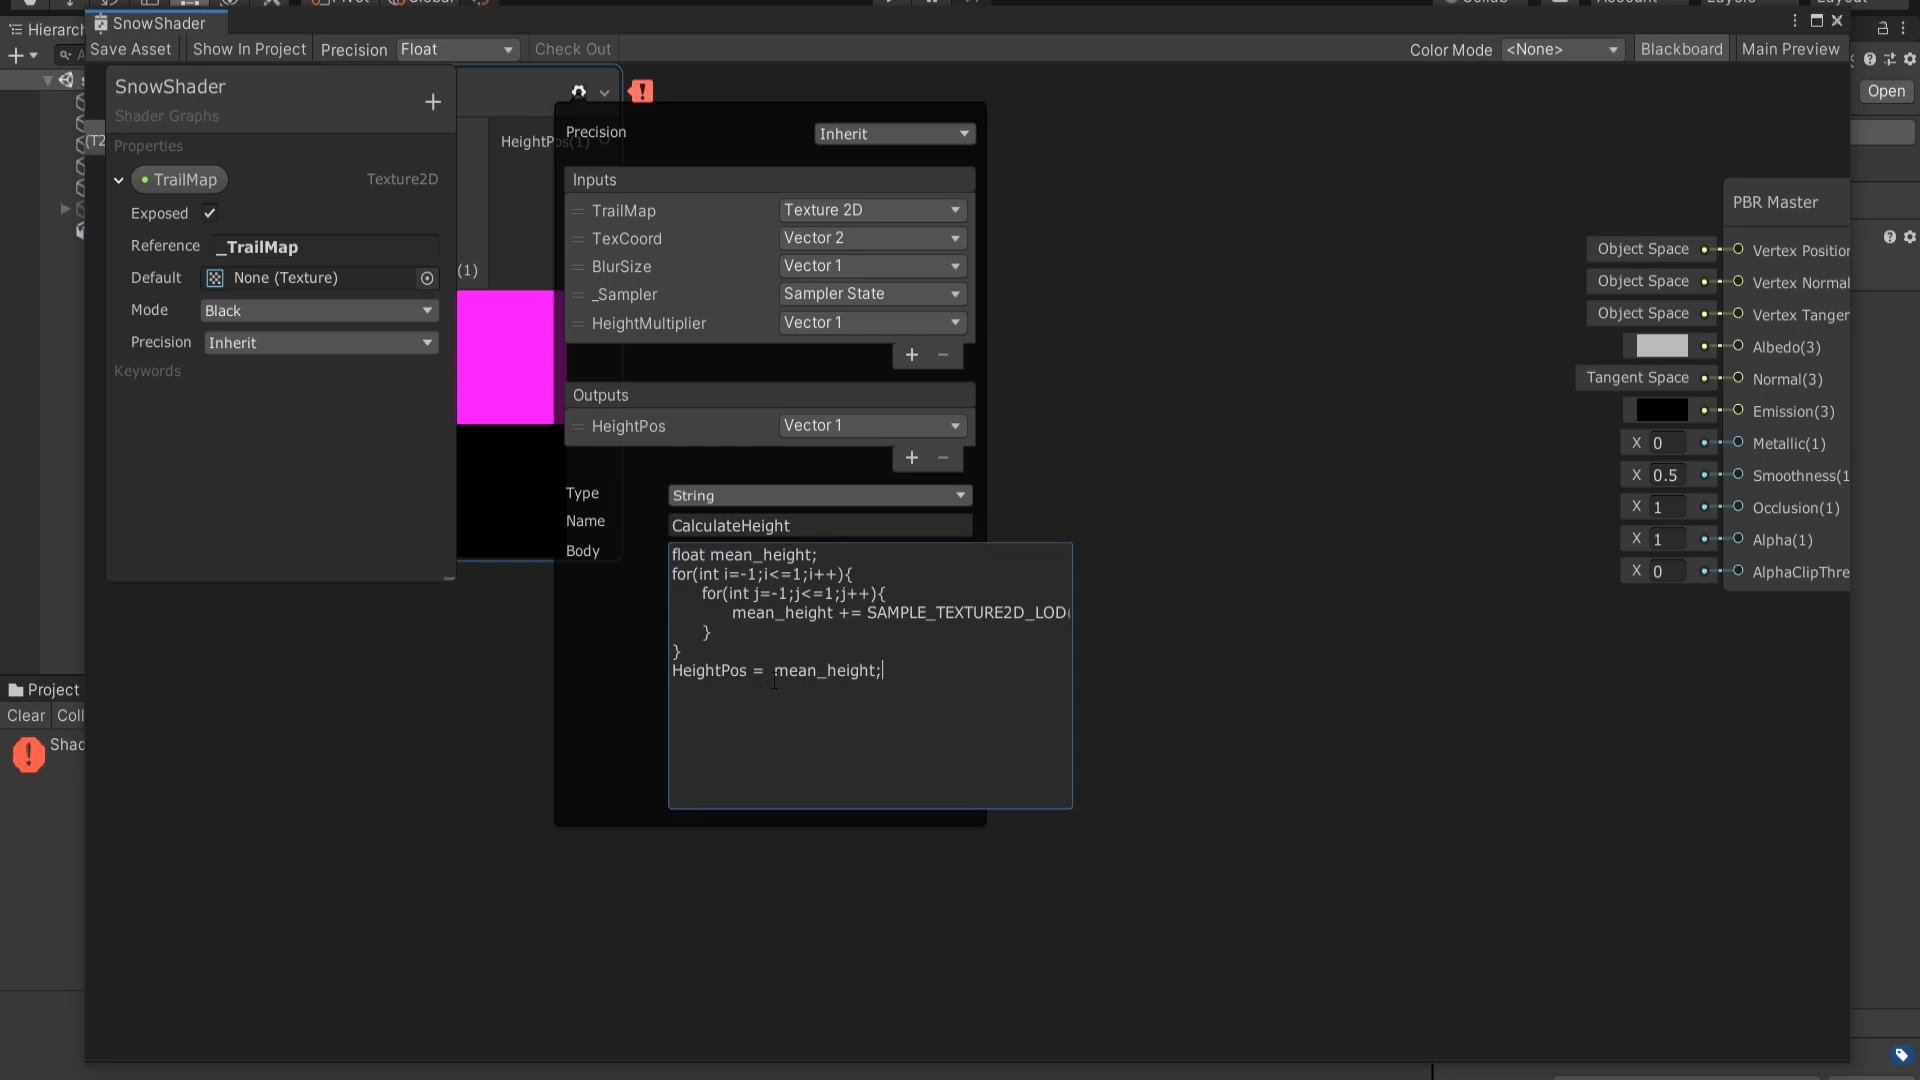 Hierarch
SnowShader
Save Asset
Show In Project
Precision
Float
Check Out
Color Mode
<None>
Blackboard
Main Preview
Open
SnowShader
Shader Graphs
Properties
TrailMap
Texture2D
Exposed
Reference
_TrailMap
Default
None (Texture)
Mode
Black
Precision
Inherit
Keywords
(T2
HeightPos(1)
(1)
Precision
Inherit
Inputs
TrailMap
Texture 2D
TexCoord
Vector 2
BlurSize
Vector 1
_Sampler
Sampler State
HeightMultiplier
Vector 1
+ −
Outputs
HeightPos
Vector 1
+ −
Type
String
Name
CalculateHeight
Body
float mean_height;
for(int i=-1;i<=1;i++){
for(int j=-1;j<=1;j++){
mean_height += SAMPLE_TEXTURE2D_LOD(
}
}
HeightPos =  mean_height;
PBR Master
Object Space
Vertex Position
Object Space
Vertex Normal
Object Space
Vertex Tangen
Albedo(3)
Tangent Space
Normal(3)
Emission(3)
X 0
Metallic(1)
X 0.5
Smoothness(1
X 1
Occlusion(1)
X 1
Alpha(1)
X 0
AlphaClipThre
Project
Clear
Coll
Shad